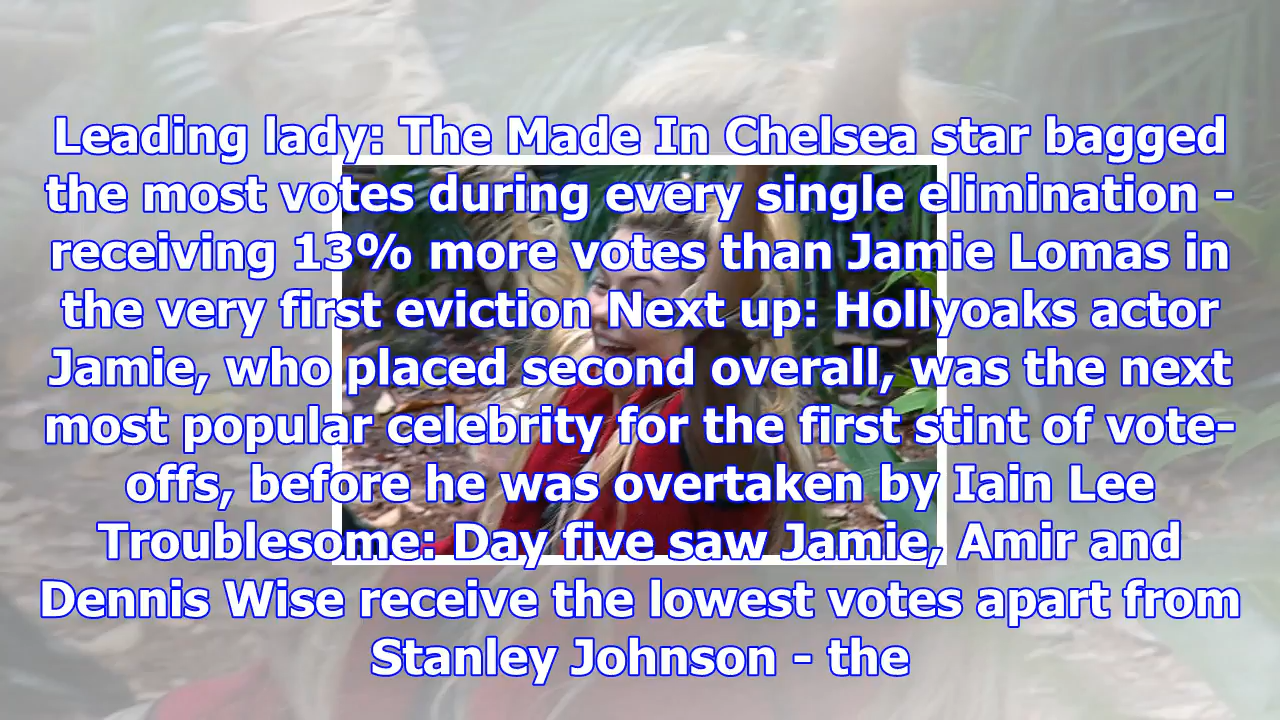 Leading lady: The Made In Chelsea star bagged
the most votes during every single elimination -
receiving 13% more votes than Jamie Lomas in
the very first eviction Next up: Hollyoaks actor
Jamie, who placed second overall, was the next
most popular celebrity for the first stint of vote-
offs, before he was overtaken by Iain Lee
Troublesome: Day five saw Jamie, Amir and
Dennis Wise receive the lowest votes apart from
Stanley Johnson - the